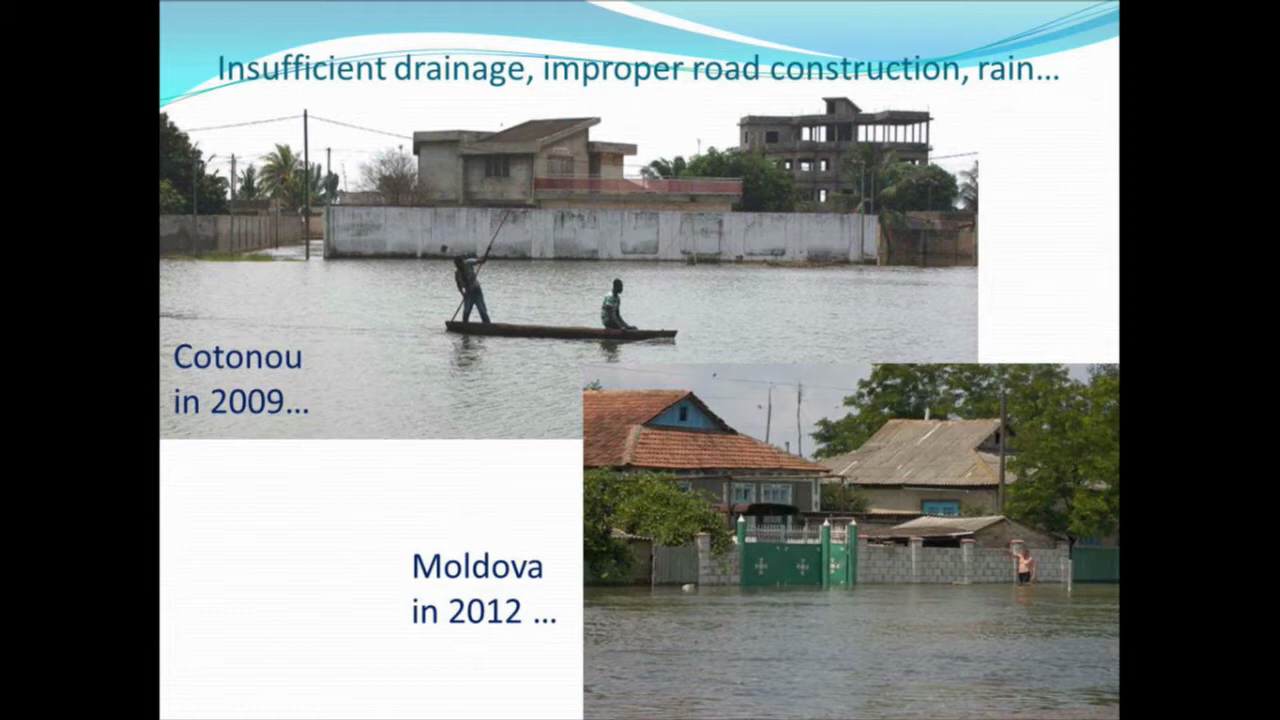 Insufficient drainage, improper road construction, rain…
Cotonou
in 2009…
Moldova
in 2012 …